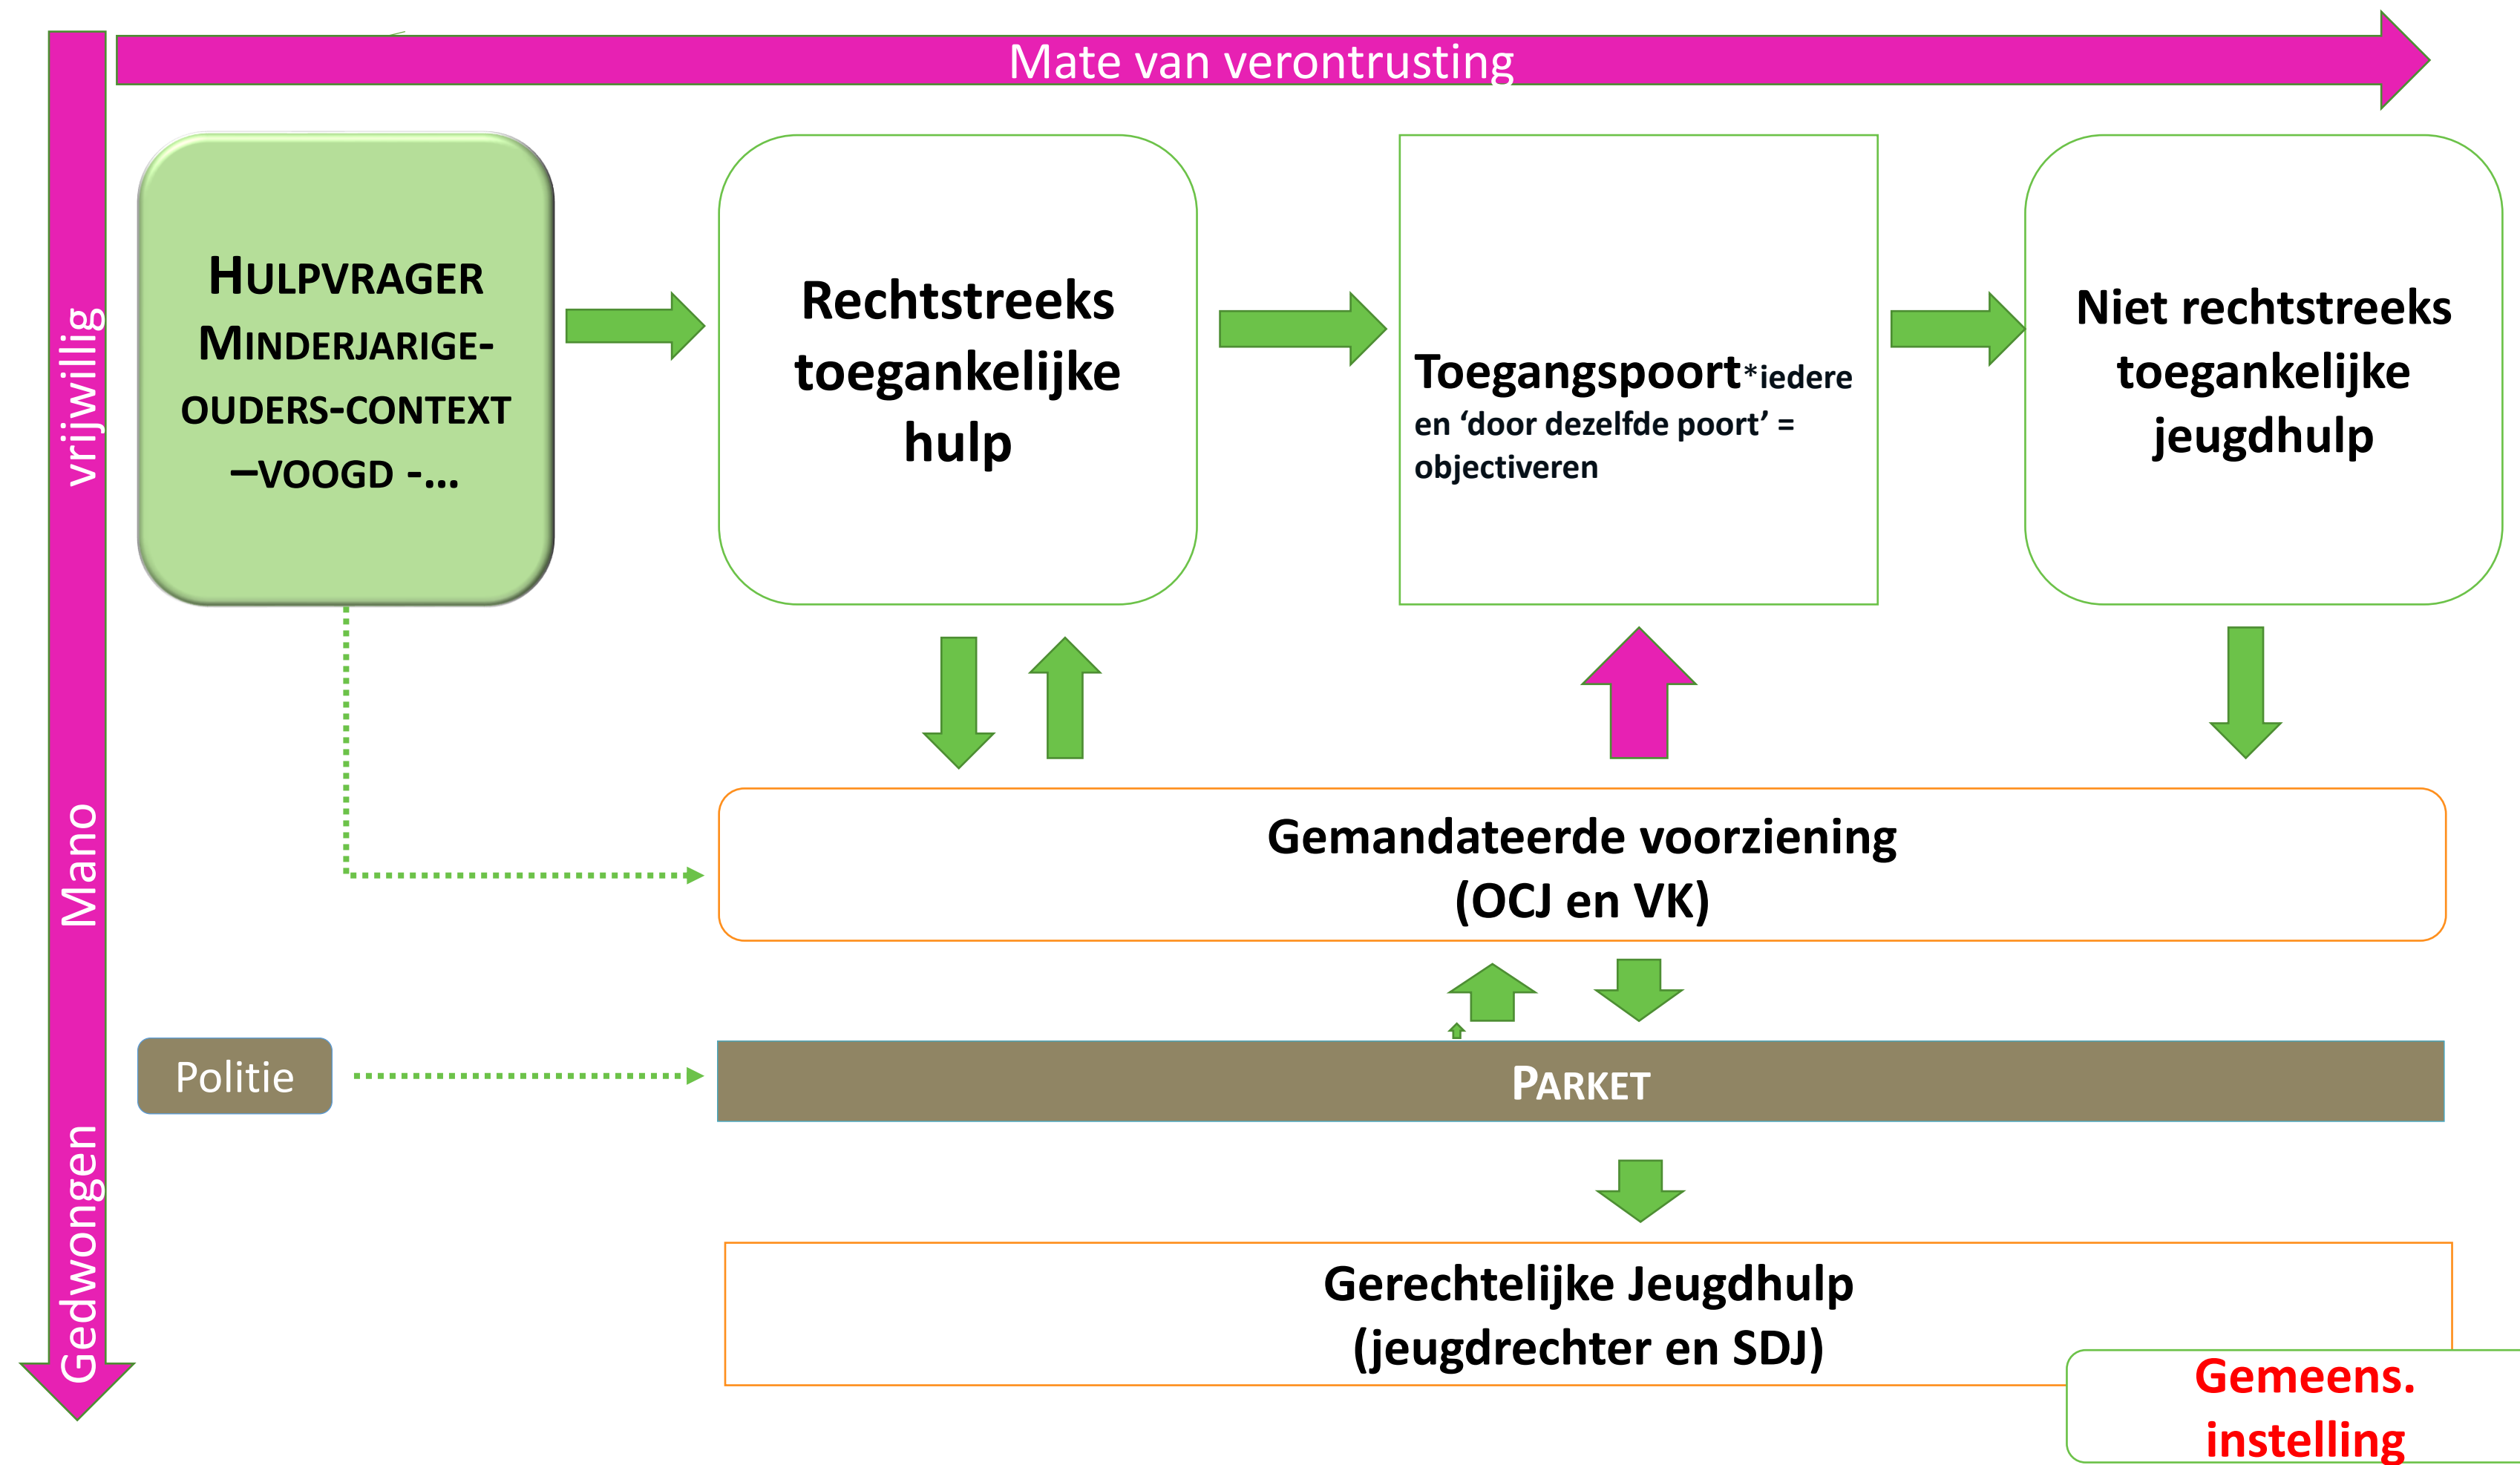 Mate van verontrusting
vrijwillig
Mano
Gedwongen
HULPVRAGER
MINDERJARIGE-
OUDERS-CONTEXT
–VOOGD -…
Rechtstreeks
toegankelijke
hulp
Toegangspoort*iedere
en ‘door dezelfde poort’ =
objectiveren
Niet rechtstreeks
toegankelijke
jeugdhulp
Gemandateerde voorziening
(OCJ en VK)
Politie
PARKET
Gerechtelijke Jeugdhulp
(jeugdrechter en SDJ)
Gemeens.
instelling